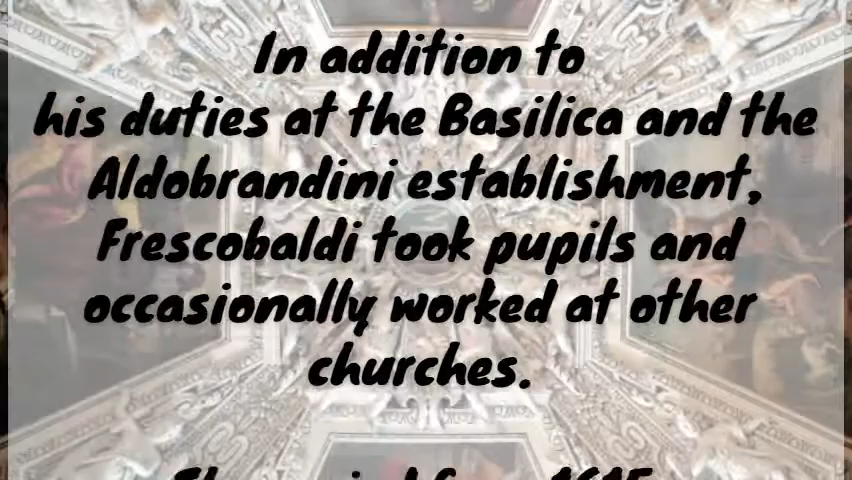 In addition to
his duties at the Basilica and the
Aldobrandini establishment,
Frescobaldi took pupils and
occasionally worked at other
churches.